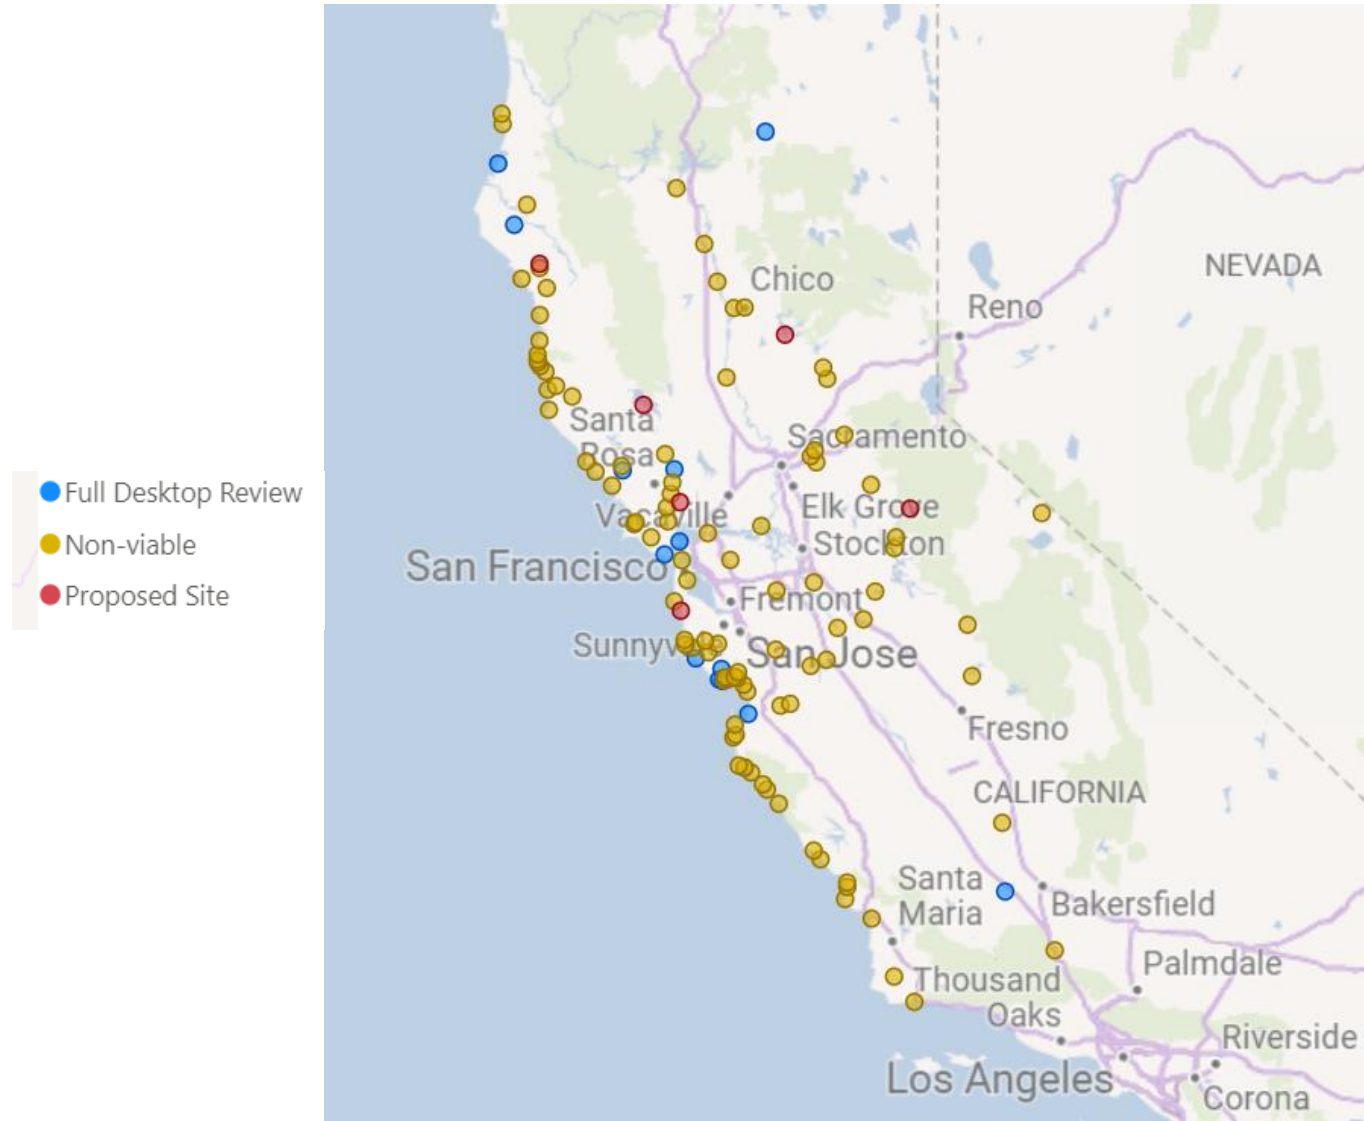 Full Desktop Review
Non-viable
Proposed Site
NEVADA
Chico
Reno
Santa
Rosa
Sacramento
Vacaville
Elk Grove
Stockton
San Francisco
Fremont
Sunnyv
San Jose
Fresno
CALIFORNIA
Santa
Maria
Bakersfield
Thousand
Oaks
Palmdale
Riverside
Los Angeles
Corona